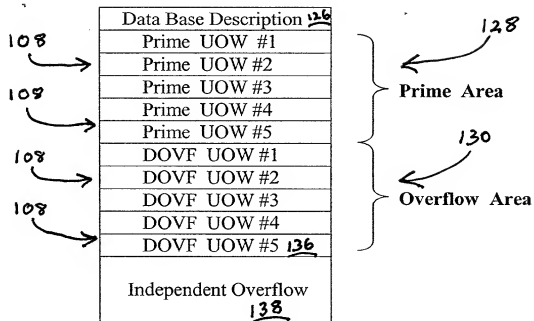 Data Base Description 126
128
108
Prime UOW #1
Prime UOW #2
Prime UOW #3
Prime Area
108
Prime UOW #4
Prime UOW #5
130
108
DOVF UOW #1
DOVF UOW #2
DOVF UOW #3
Overflow Area
108
DOVF UOW #4
DOVF UOW #5 136
Independent Overflow
138